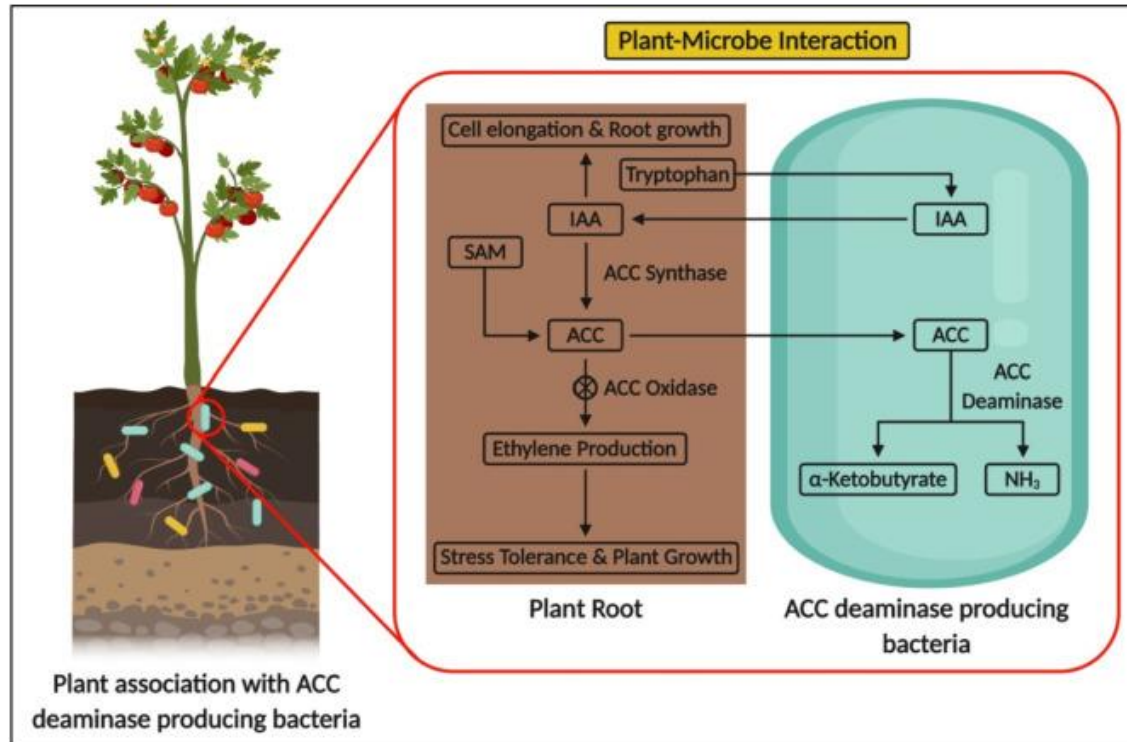 Plant-Microbe Interaction
Cell elongation & Root growth
Tryptophan
IAA
IAA
SAM
ACC Synthase
ACC
ACC
ACC Oxidase
ACC
Deaminase
Ethylene Production
α-Ketobutyrate
NH₃
Stress Tolerance & Plant Growth
Plant Root
ACC deaminase producing
bacteria
Plant association with ACC
deaminase producing bacteria